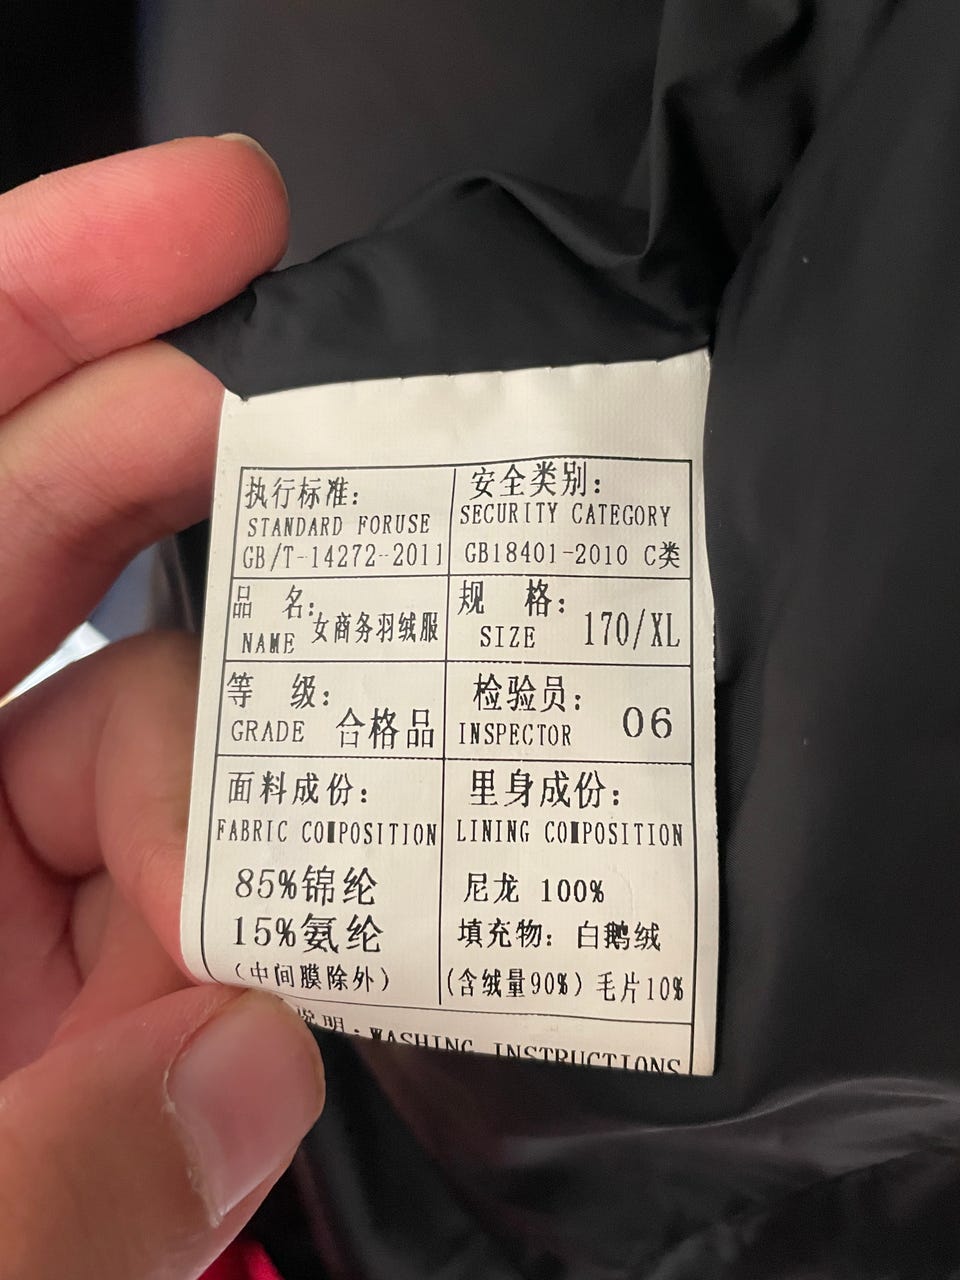 执行标准:
STANDARD FORUSE
GB/T-14272-2011
安全类别:
SECURITY CATEGORY
GB18401-2010 C类
品 名:
NAME 女商务羽绒服
规 格:
SIZE 170/XL
等 级:
GRADE 合格品
检验员:
INSPECTOR 06
面料成份:
FABRIC COMPOSITION
85%锦纶
15%氨纶
(中间膜除外)
里身成份:
LINING COMPOSITION
尼龙 100%
填充物: 白鹅绒
(含绒量90%) 毛片10%
说明: WASHING INSTRUCTIONS